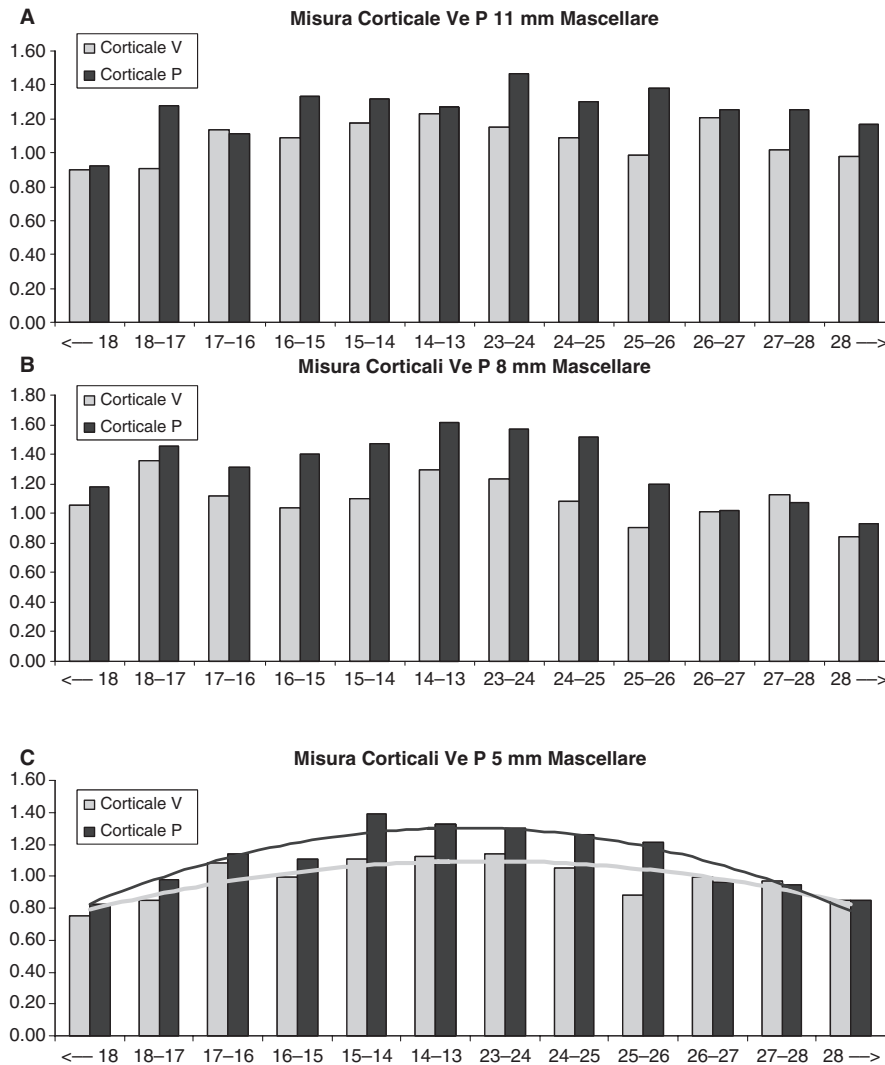 A
Misura Corticale Ve P 11 mm Mascellare
Corticale V
Corticale P
1.60
1.40
1.20
1.00
0.80
0.60
0.40
0.20
0.00
<— 18 18–17 17–16 16–15 15–14 14–13 23–24 24–25 25–26 26–27 27–28 28 —>
B
Misura Corticali Ve P 8 mm Mascellare
Corticale V
Corticale P
1.80
1.60
1.40
1.20
1.00
0.80
0.60
0.40
0.20
0.00
<— 18 18–17 17–16 16–15 15–14 14–13 23–24 24–25 25–26 26–27 27–28 28 —>
C
Misura Corticali Ve P 5 mm Mascellare
Corticale V
Corticale P
1.60
1.40
1.20
1.00
0.80
0.60
0.40
0.20
0.00
<— 18 18–17 17–16 16–15 15–14 14–13 23–24 24–25 25–26 26–27 27–28 28 —>